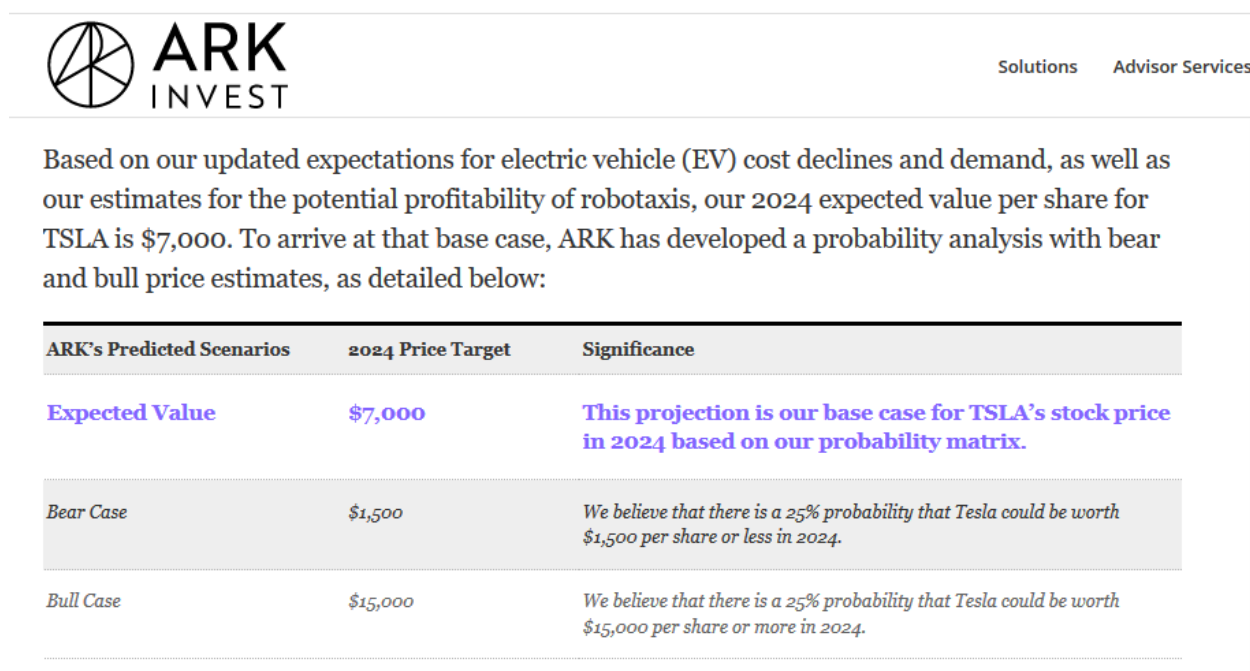 ARK
INVEST
Solutions Advisor Services
Based on our updated expectations for electric vehicle (EV) cost declines and demand, as well as
our estimates for the potential profitability of robotaxis, our 2024 expected value per share for
TSLA is $7,000. To arrive at that base case, ARK has developed a probability analysis with bear
and bull price estimates, as detailed below:
ARK's Predicted Scenarios 2024 Price Target Significance
Expected Value $7,000 This projection is our base case for TSLA's stock price
in 2024 based on our probability matrix.
Bear Case $1,500 We believe that there is a 25% probability that Tesla could be worth
$1,500 per share or less in 2024.
Bull Case $15,000 We believe that there is a 25% probability that Tesla could be worth
$15,000 per share or more in 2024.